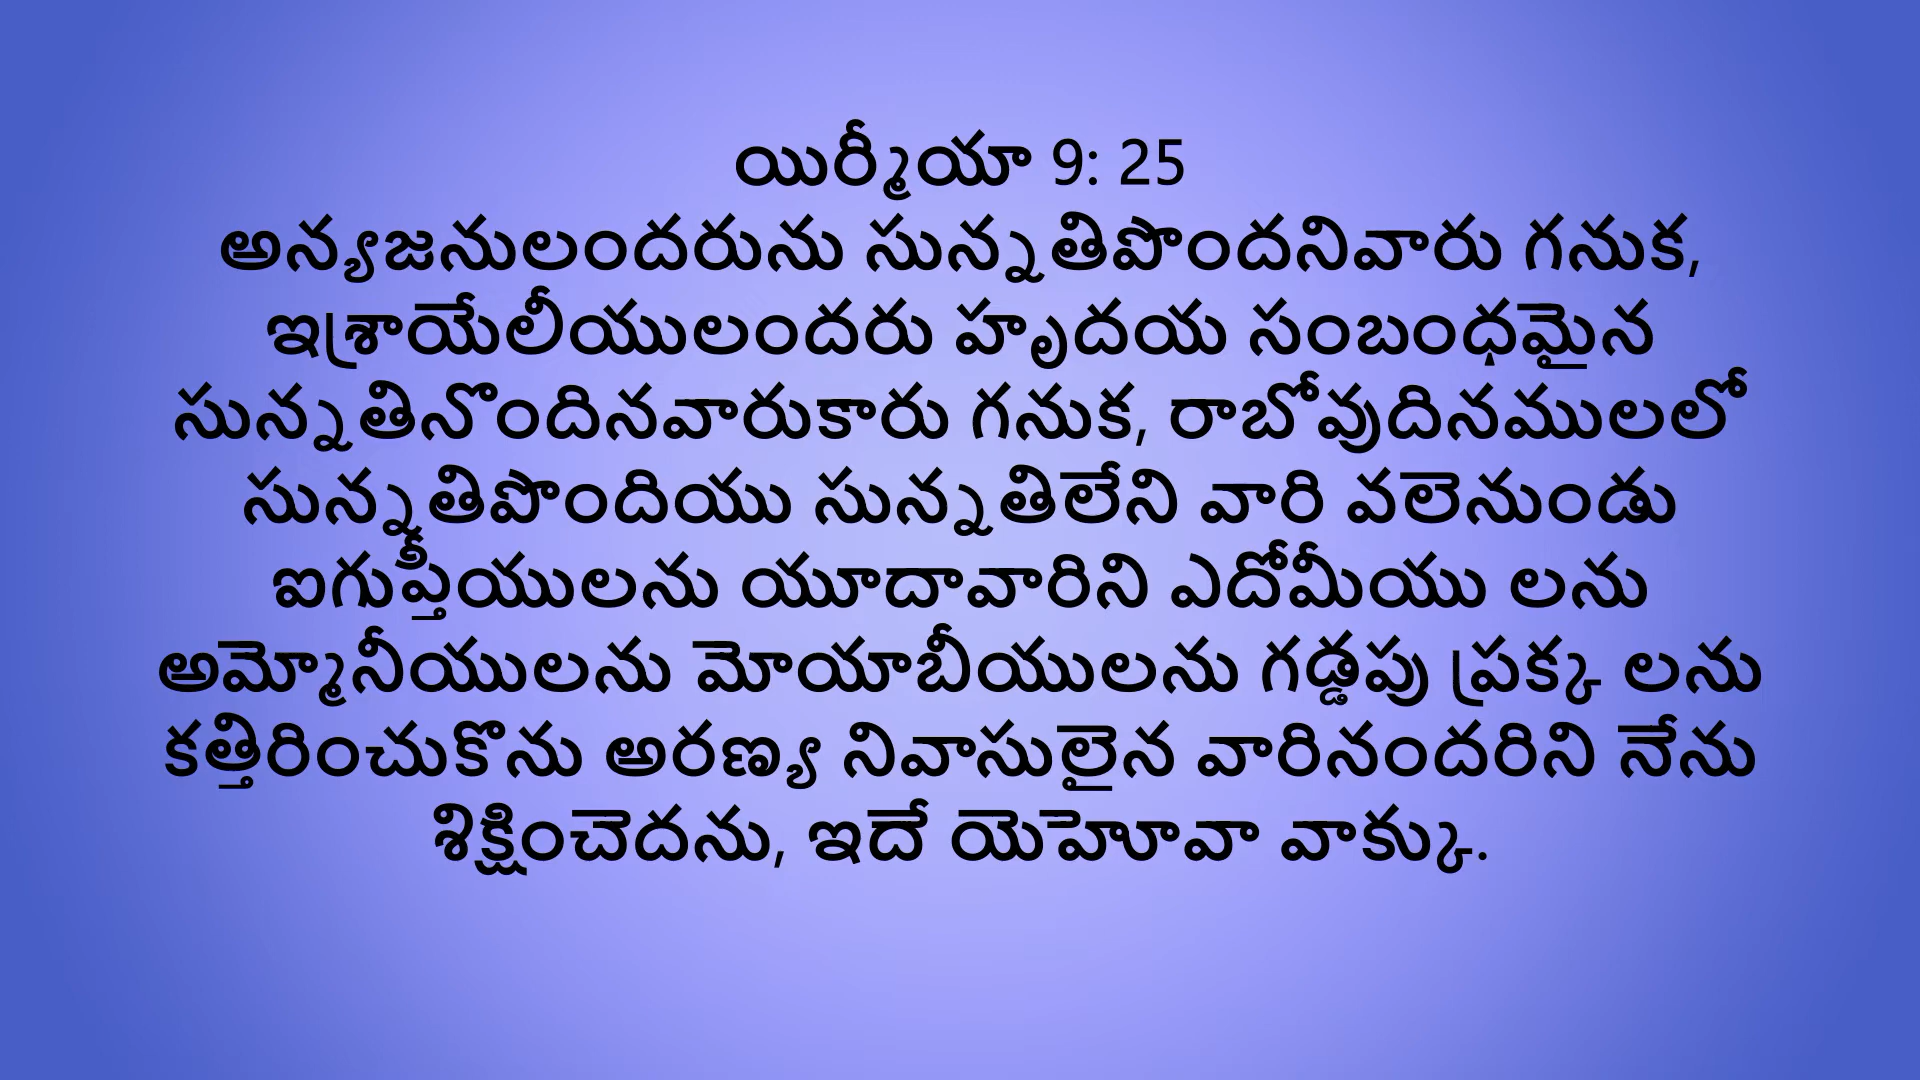 యిర్మీయా 9: 25
అన్యజనులందరును సున్నతిపొందనివారు గనుక,
ఇశ్రాయేలీయులందరు హృదయ సంబంధమైన
సున్నతినొందినవారుకారు గనుక, రాబోవుదినములలో
సున్నతిపొందియు సున్నతిలేని వారి వలెనుండు
ఐగుప్తీయులను యూదావారిని ఎదోమీయు లను
అమ్మోనీయులను మోయాబీయులను గడ్డపు ప్రక్క లను
కత్తిరించుకొను అరణ్య నివాసులైన వారినందరిని నేను
శిక్షించెదను, ఇదే యెహోవా వాక్కు.